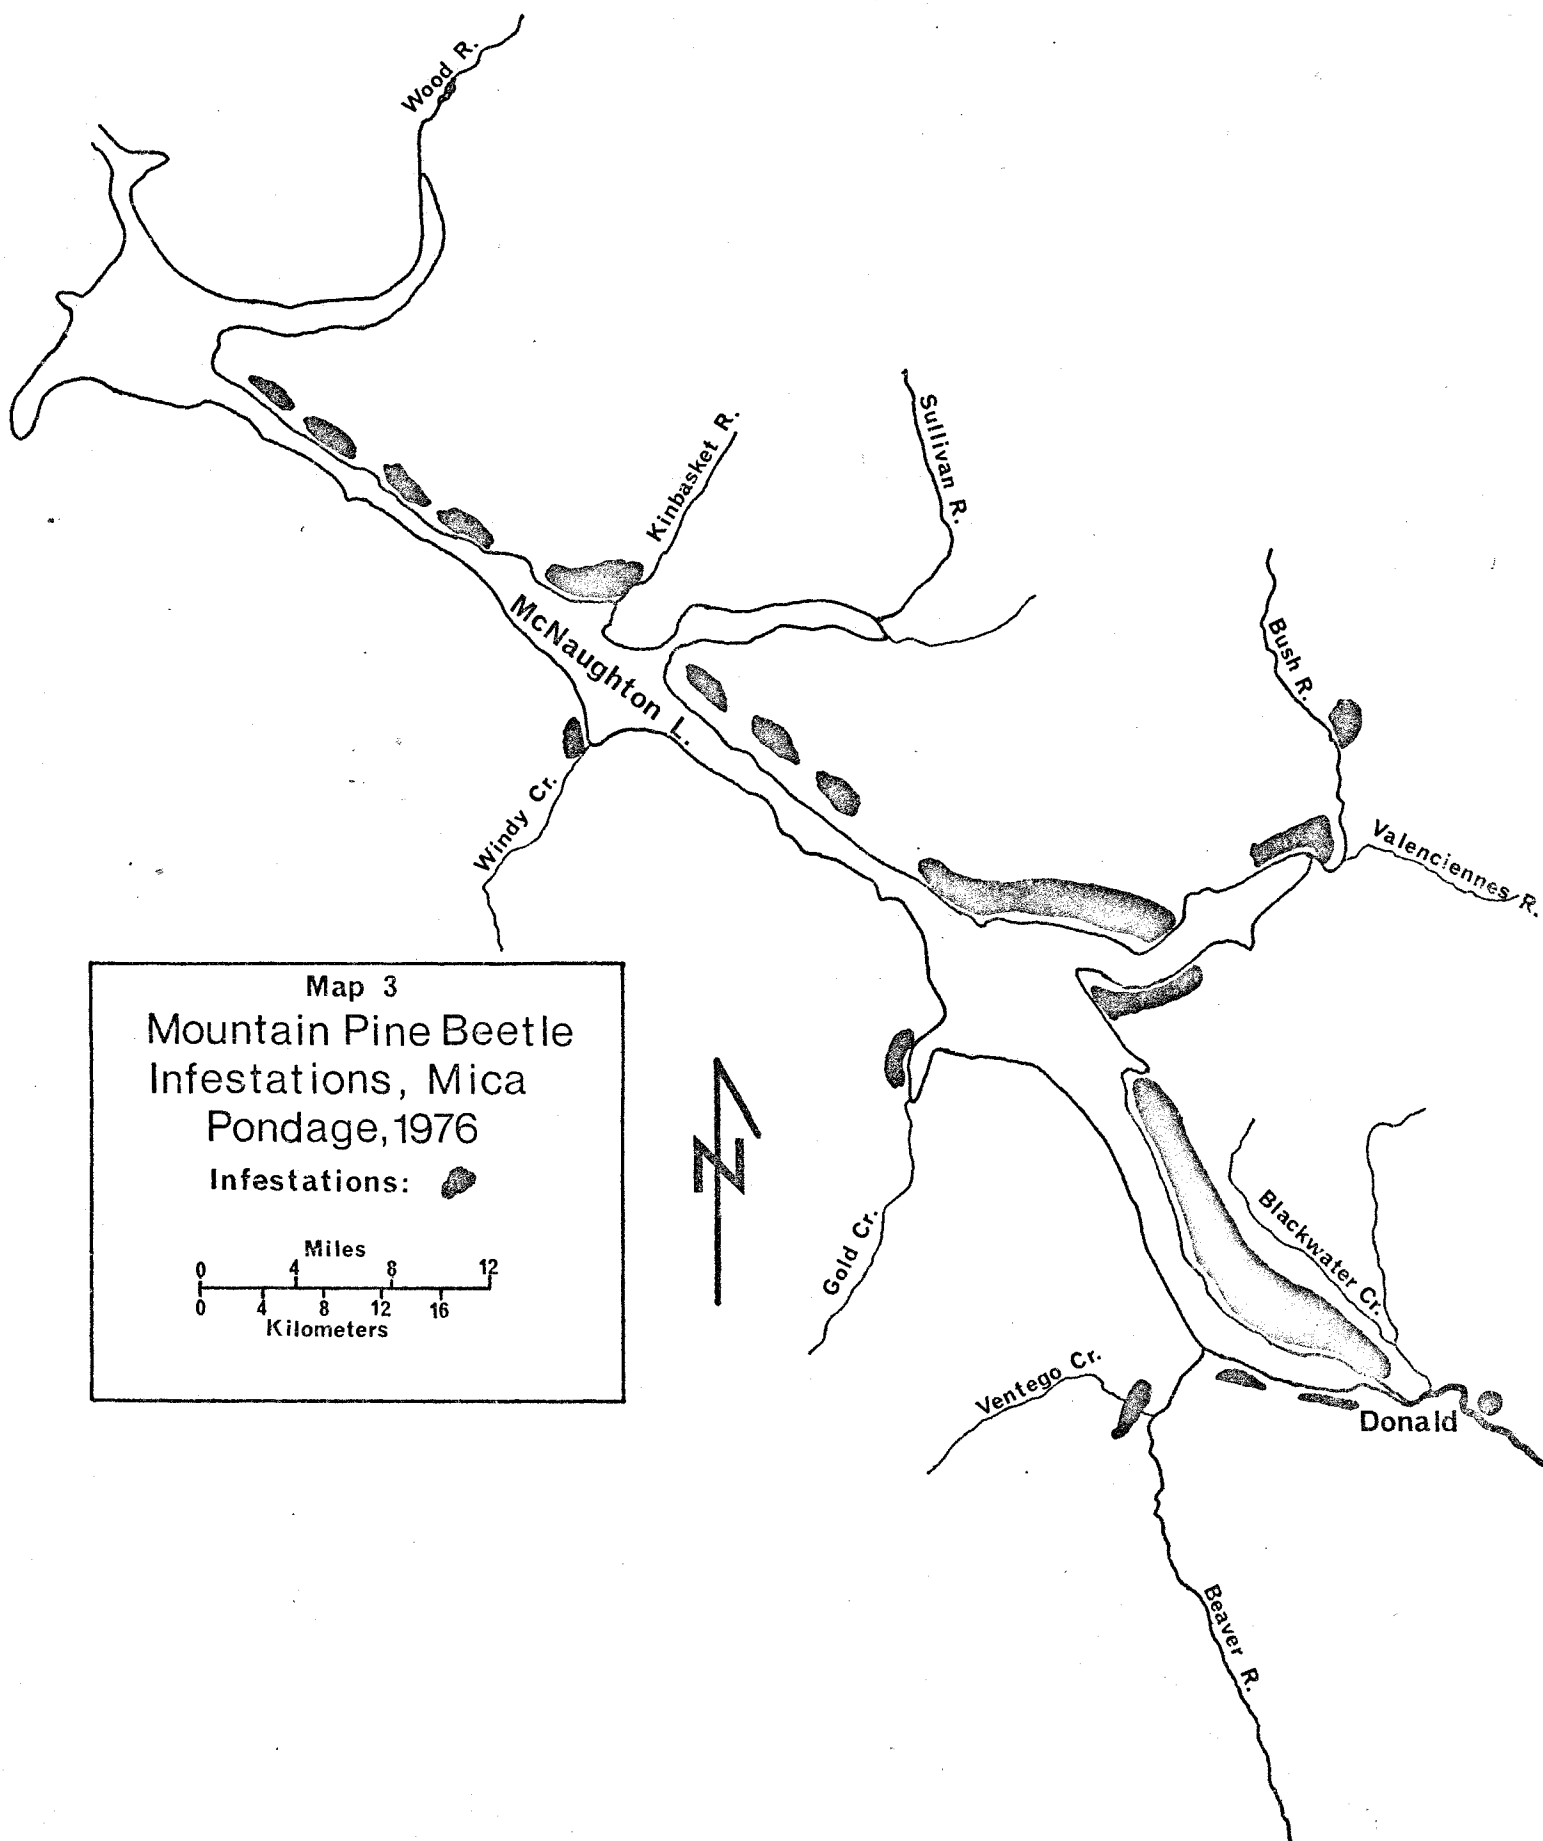 Wood R.
Kinbasket R.
Sullivan R.
Bush R.
McNaughton L.
Windy Cr.
Valenciennes R.
Map 3
Mountain Pine Beetle
Infestations, Mica
Pondage, 1976
Infestations:
Miles
0 4 8 12
0 4 8 12 16
Kilometers
N
Gold Cr.
Blackwater Cr.
Ventego Cr.
Donald
Beaver R.